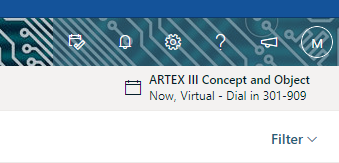 M
ARTEX III Concept and Object
Now, Virtual - Dial in 301-909
Filter